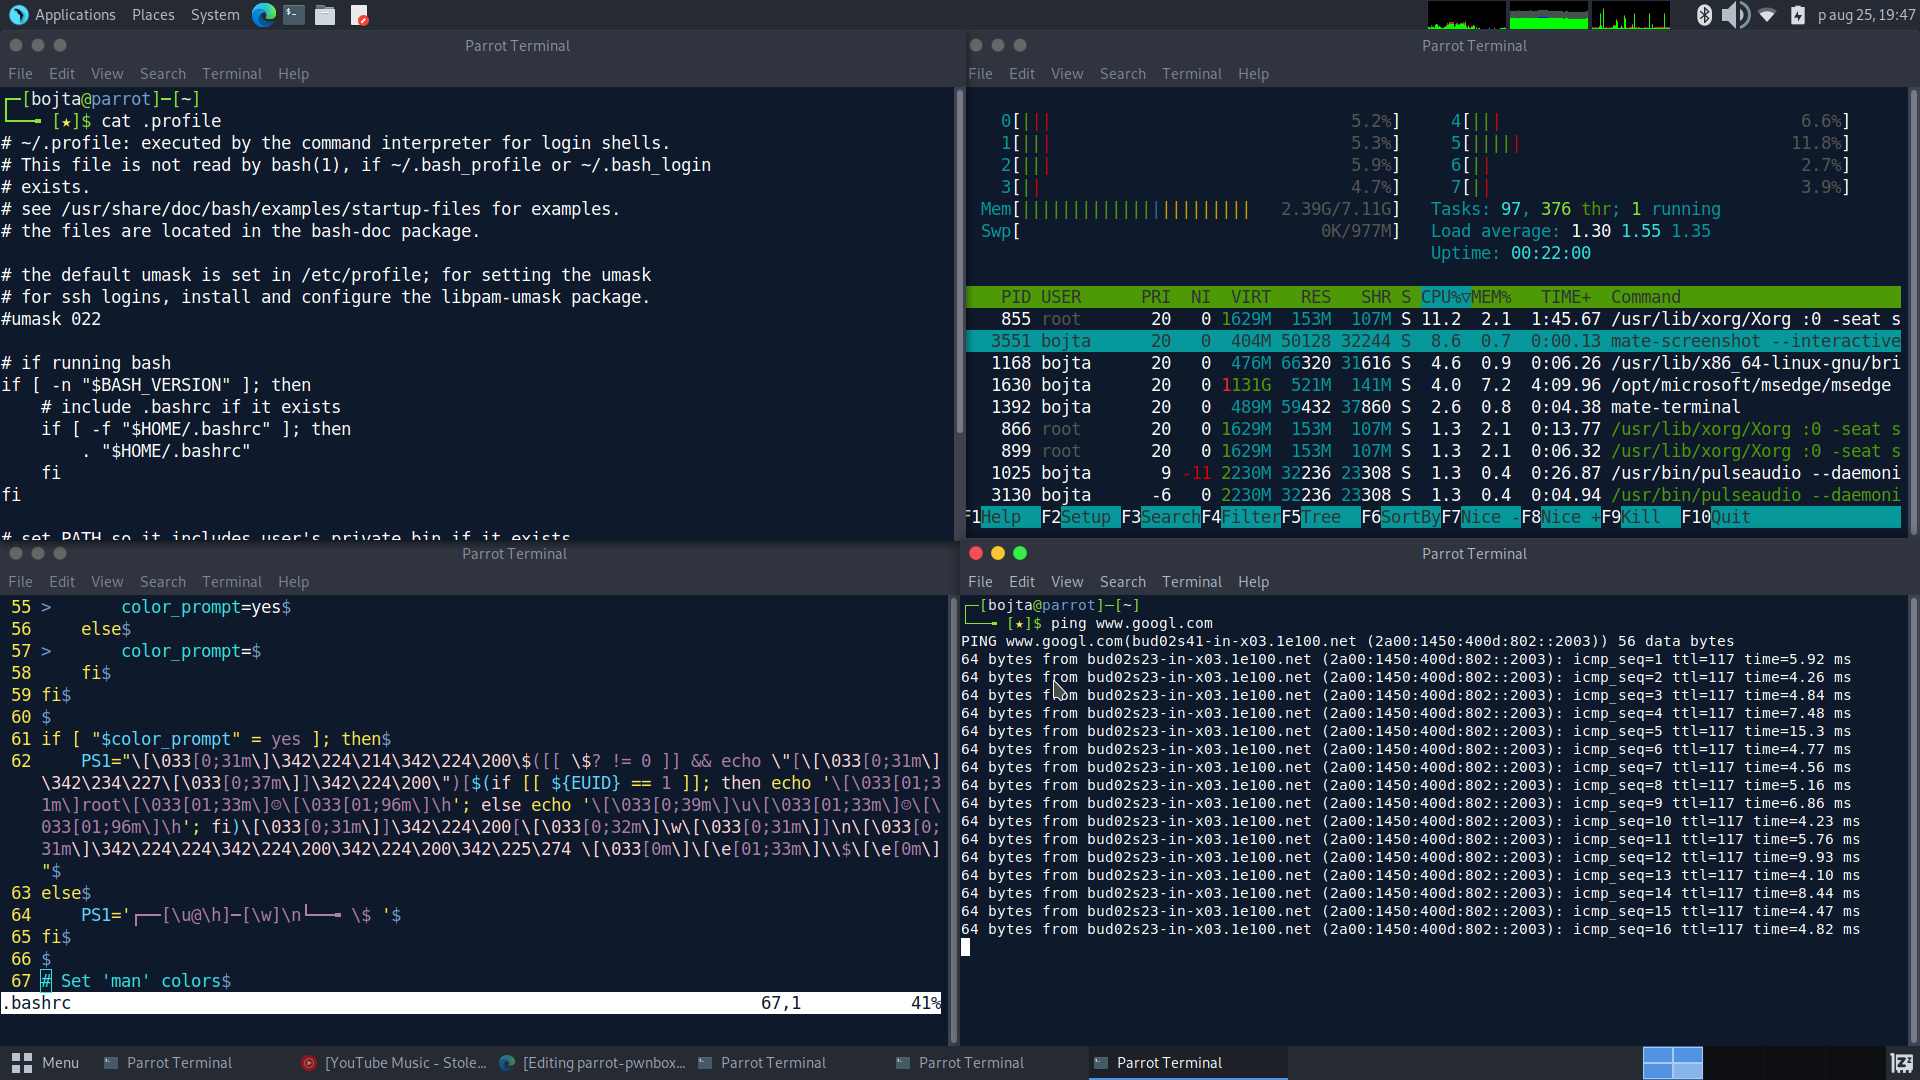 Applications Places System p aug 25, 19:47
Parrot Terminal
File Edit View Search Terminal Help
┌─[bojta@parrot]─[~]
└──╼ [★]$ cat .profile
# ~/.profile: executed by the command interpreter for login shells.
# This file is not read by bash(1), if ~/.bash_profile or ~/.bash_login
# exists.
# see /usr/share/doc/bash/examples/startup-files for examples.
# the files are located in the bash-doc package.
# the default umask is set in /etc/profile; for setting the umask
# for ssh logins, install and configure the libpam-umask package.
#umask 022
# if running bash
if [ -n "$BASH_VERSION" ]; then
    # include .bashrc if it exists
    if [ -f "$HOME/.bashrc" ]; then
        . "$HOME/.bashrc"
    fi
fi
# set PATH so it includes user's private bin if it exists
Parrot Terminal
File Edit View Search Terminal Help
0[||| 5.2%] 4[||| 6.6%]
1[||| 5.3%] 5[||||| 11.8%]
2[||| 5.9%] 6[|| 2.7%]
3[|| 4.7%] 7[|| 3.9%]
Mem[||||||||||||||||||||||| 2.39G/7.11G] Tasks: 97, 376 thr; 1 running
Swp[ 0K/977M] Load average: 1.30 1.55 1.35
Uptime: 00:22:00
PID USER PRI NI VIRT RES SHR S CPU%▽MEM% TIME+ Command
855 root 20 0 1629M 153M 107M S 11.2 2.1 1:45.67 /usr/lib/xorg/Xorg :0 -seat s
3551 bojta 20 0 404M 50128 32244 S 8.6 0.7 0:00.13 mate-screenshot --interactive
1168 bojta 20 0 476M 66320 31616 S 4.6 0.9 0:06.26 /usr/lib/x86_64-linux-gnu/bri
1630 bojta 20 0 1131G 521M 141M S 4.0 7.2 4:09.96 /opt/microsoft/msedge/msedge
1392 bojta 20 0 489M 59432 37860 S 2.6 0.8 0:04.38 mate-terminal
866 root 20 0 1629M 153M 107M S 1.3 2.1 0:13.77 /usr/lib/xorg/Xorg :0 -seat s
899 root 20 0 1629M 153M 107M S 1.3 2.1 0:06.32 /usr/lib/xorg/Xorg :0 -seat s
1025 bojta 9 -11 2230M 32236 23308 S 1.3 0.4 0:26.87 /usr/bin/pulseaudio --daemoni
3130 bojta -6 0 2230M 32236 23308 S 1.3 0.4 0:04.94 /usr/bin/pulseaudio --daemoni
F1Help F2Setup F3SearchF4FilterF5Tree F6SortByF7Nice -F8Nice +F9Kill F10Quit
Parrot Terminal
File Edit View Search Terminal Help
55 >       color_prompt=yes$
56     else$
57 >       color_prompt=$
58     fi$
59 fi$
60 $
61 if [ "$color_prompt" = yes ]; then$
62     PS1="\[\033[0;31m\]\342\224\214\342\224\200\$([[ \$? != 0 ]] && echo \"[\[\033[0;31m\]
\342\234\227\[\033[0;37m\]]\342\224\200\")[$(if [[ ${EUID} == 1 ]]; then echo '\[\033[01;3
1m\]root\[\033[01;33m\]☺\[\033[01;96m\]\h'; else echo '\[\033[0;39m\]\u\[\033[01;33m\]☺\[\
033[01;96m\]\h'; fi)\[\033[0;31m\]]\342\224\200[\[\033[0;32m\]\w\[\033[0;31m\]]\n\[\033[0;
31m\]\342\224\224\342\224\200\342\224\200\342\225\274 \[\033[0m\]\[\e[01;33m\]\\$\[\e[0m\]
"$
63 else$
64     PS1='┌──[\u@\h]─[\w]\n└──╼ \$ '$
65 fi$
66 $
67 # Set 'man' colors$
.bashrc 67,1 41%
Parrot Terminal
File Edit View Search Terminal Help
┌─[bojta@parrot]─[~]
└──╼ [★]$ ping www.googl.com
PING www.googl.com(bud02s41-in-x03.1e100.net (2a00:1450:400d:802::2003)) 56 data bytes
64 bytes from bud02s23-in-x03.1e100.net (2a00:1450:400d:802::2003): icmp_seq=1 ttl=117 time=5.92 ms
64 bytes from bud02s23-in-x03.1e100.net (2a00:1450:400d:802::2003): icmp_seq=2 ttl=117 time=4.26 ms
64 bytes from bud02s23-in-x03.1e100.net (2a00:1450:400d:802::2003): icmp_seq=3 ttl=117 time=4.84 ms
64 bytes from bud02s23-in-x03.1e100.net (2a00:1450:400d:802::2003): icmp_seq=4 ttl=117 time=7.48 ms
64 bytes from bud02s23-in-x03.1e100.net (2a00:1450:400d:802::2003): icmp_seq=5 ttl=117 time=15.3 ms
64 bytes from bud02s23-in-x03.1e100.net (2a00:1450:400d:802::2003): icmp_seq=6 ttl=117 time=4.77 ms
64 bytes from bud02s23-in-x03.1e100.net (2a00:1450:400d:802::2003): icmp_seq=7 ttl=117 time=4.56 ms
64 bytes from bud02s23-in-x03.1e100.net (2a00:1450:400d:802::2003): icmp_seq=8 ttl=117 time=5.16 ms
64 bytes from bud02s23-in-x03.1e100.net (2a00:1450:400d:802::2003): icmp_seq=9 ttl=117 time=6.86 ms
64 bytes from bud02s23-in-x03.1e100.net (2a00:1450:400d:802::2003): icmp_seq=10 ttl=117 time=4.23 ms
64 bytes from bud02s23-in-x03.1e100.net (2a00:1450:400d:802::2003): icmp_seq=11 ttl=117 time=5.76 ms
64 bytes from bud02s23-in-x03.1e100.net (2a00:1450:400d:802::2003): icmp_seq=12 ttl=117 time=9.93 ms
64 bytes from bud02s23-in-x03.1e100.net (2a00:1450:400d:802::2003): icmp_seq=13 ttl=117 time=4.10 ms
64 bytes from bud02s23-in-x03.1e100.net (2a00:1450:400d:802::2003): icmp_seq=14 ttl=117 time=8.44 ms
64 bytes from bud02s23-in-x03.1e100.net (2a00:1450:400d:802::2003): icmp_seq=15 ttl=117 time=4.47 ms
64 bytes from bud02s23-in-x03.1e100.net (2a00:1450:400d:802::2003): icmp_seq=16 ttl=117 time=4.82 ms
Menu Parrot Terminal [YouTube Music - Stole... [Editing parrot-pwnbox... Parrot Terminal Parrot Terminal Parrot Terminal